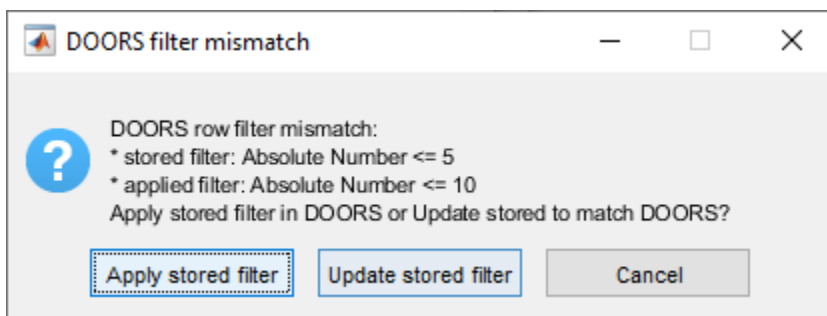 DOORS filter mismatch
DOORS row filter mismatch:
* stored filter: Absolute Number <= 5
* applied filter: Absolute Number <= 10
Apply stored filter in DOORS or Update stored to match DOORS?
Apply stored filter Update stored filter Cancel